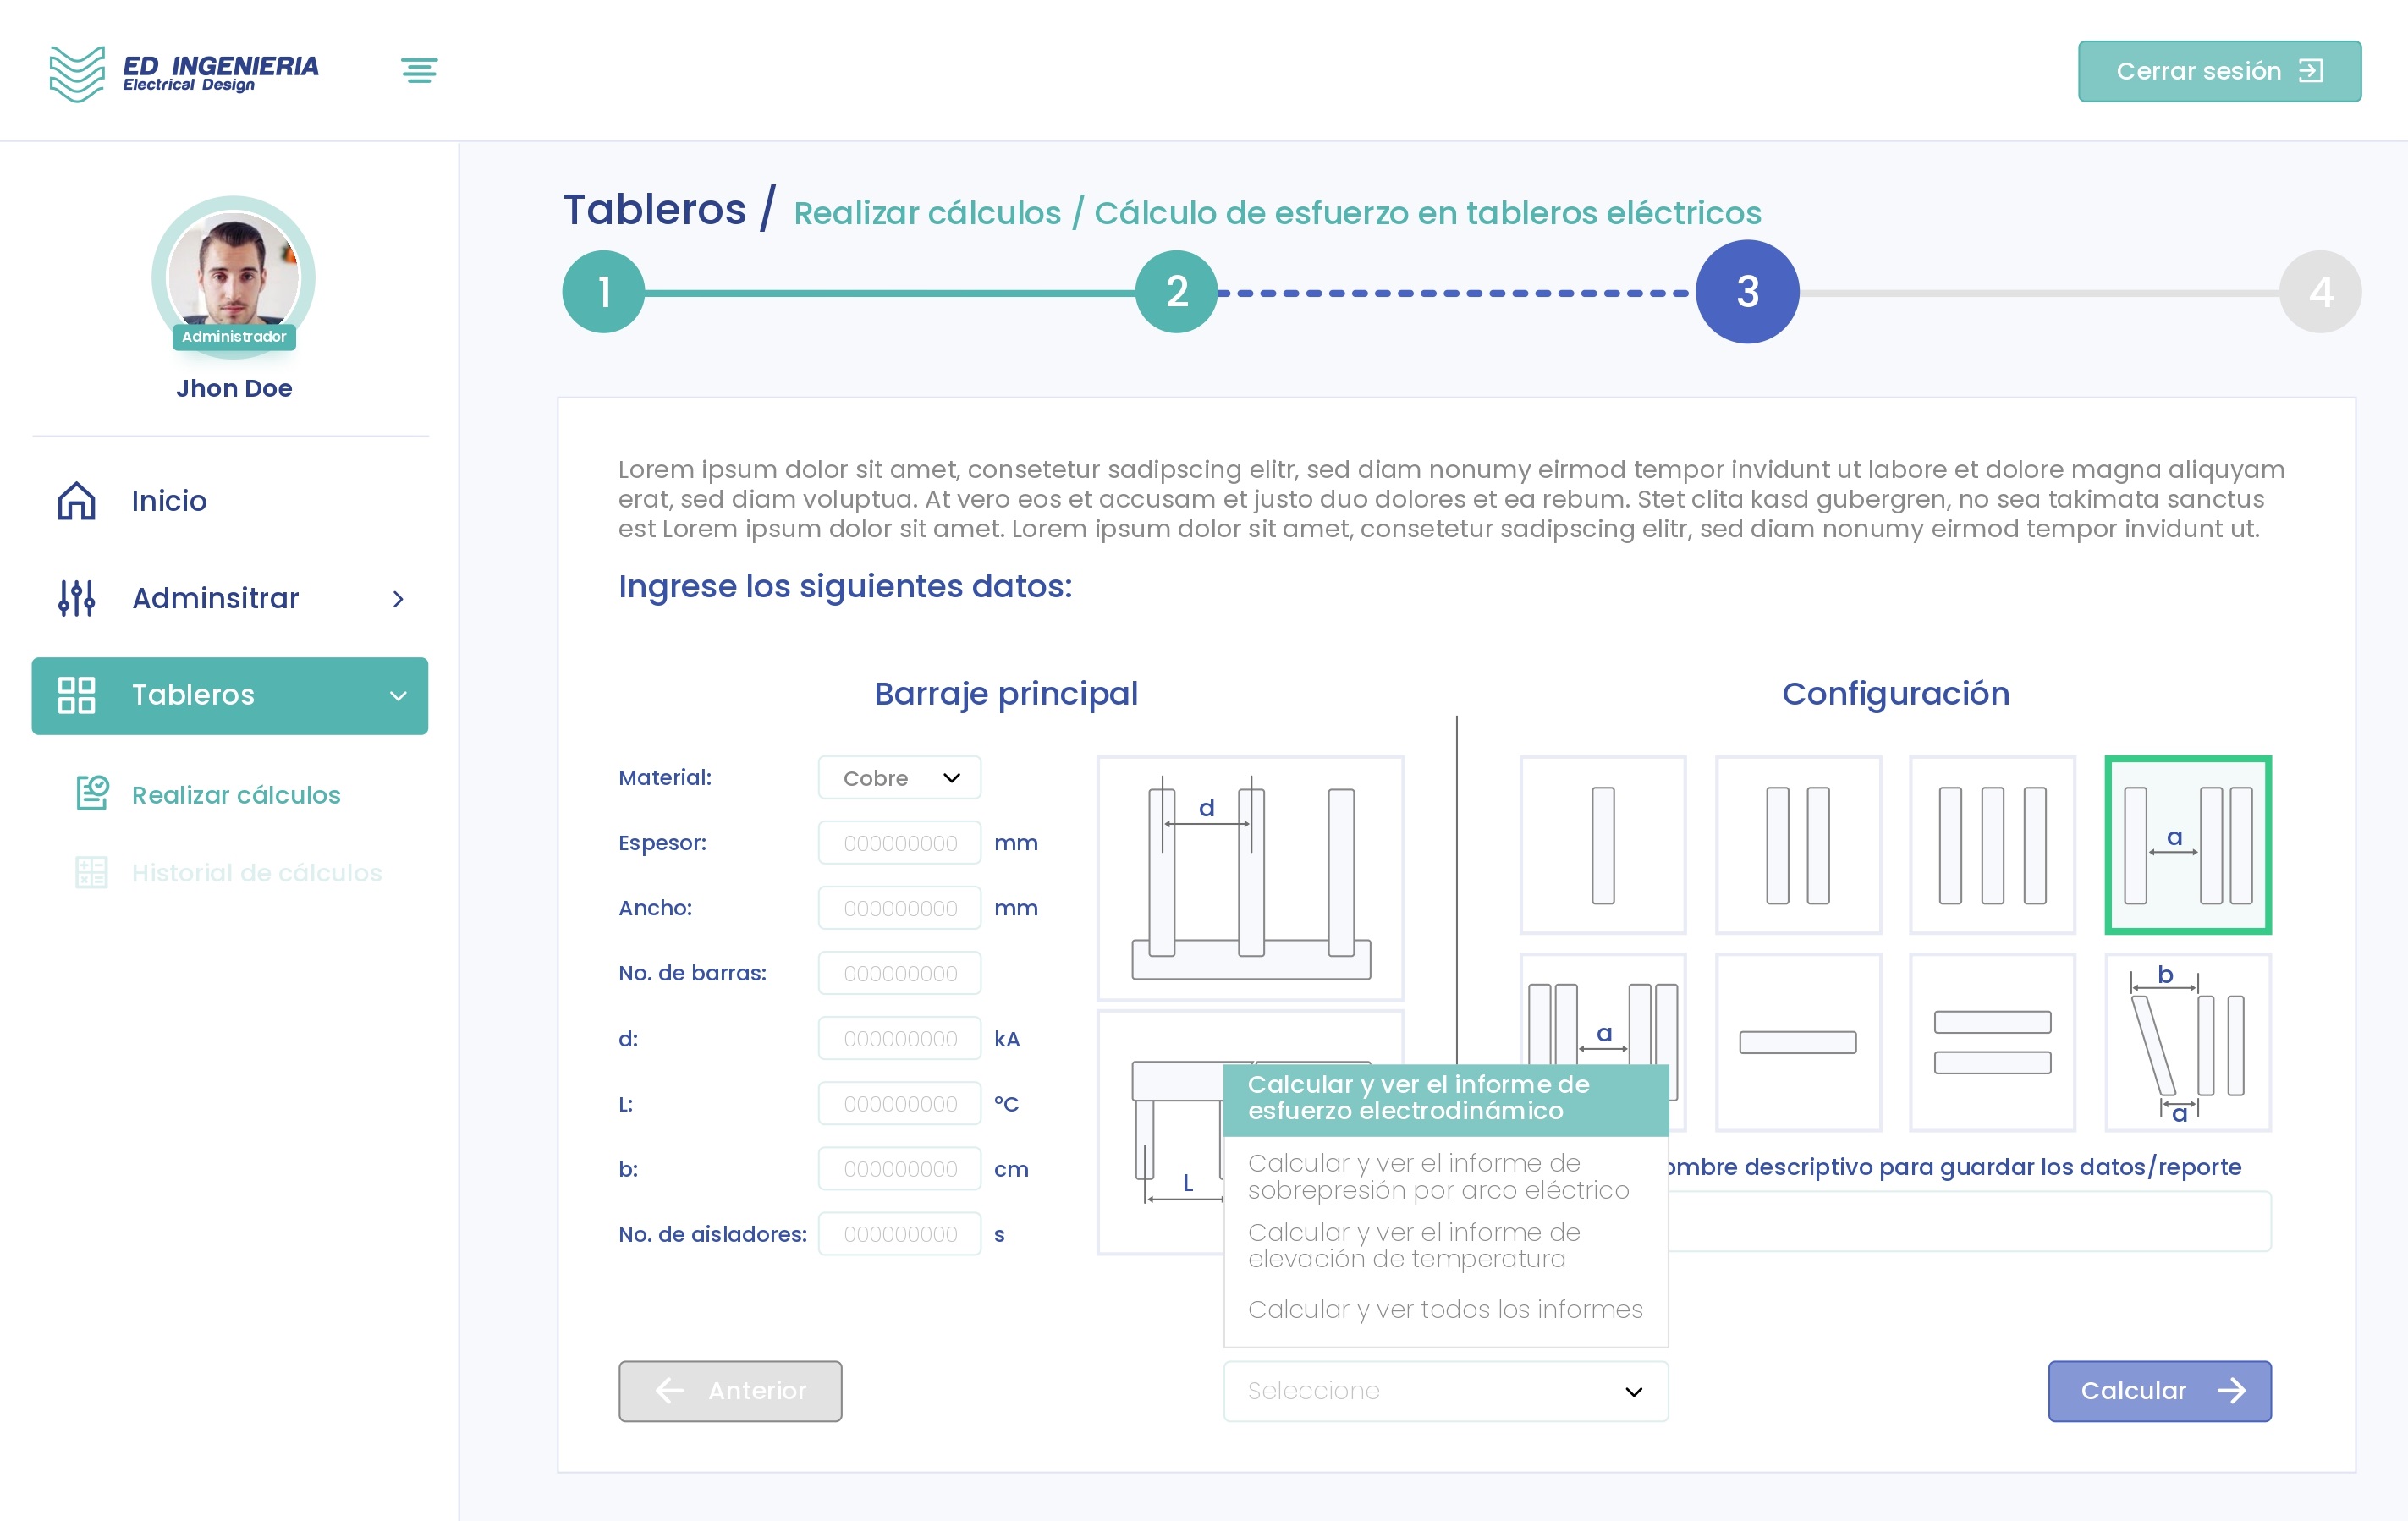 ED INGENIERIA
Electrical Design
Cerrar sesión
Administrador
Jhon Doe
Inicio
Adminsitrar
Tableros
Realizar cálculos
Historial de cálculos
Tableros / Realizar cálculos / Cálculo de esfuerzo en tableros eléctricos
1 2 3 4
Lorem ipsum dolor sit amet, consetetur sadipscing elitr, sed diam nonumy eirmod tempor invidunt ut labore et dolore magna aliquyam
erat, sed diam voluptua. At vero eos et accusam et justo duo dolores et ea rebum. Stet clita kasd gubergren, no sea takimata sanctus
est Lorem ipsum dolor sit amet. Lorem ipsum dolor sit amet, consetetur sadipscing elitr, sed diam nonumy eirmod tempor invidunt ut.
Ingrese los siguientes datos:
Barraje principal
Material: Cobre
Espesor: 000000000 mm
Ancho: 000000000 mm
No. de barras: 000000000
d: 000000000 kA
L: 000000000 °C
b: 000000000 cm
No. de aisladores: 000000000 s
d
L
Configuración
a
a
b
a
descriptivo para guardar los datos/reporte
Calcular y ver el informe de
esfuerzo electrodinámico
Calcular y ver el informe de
sobrepresión por arco eléctrico
Calcular y ver el informe de
elevación de temperatura
Calcular y ver todos los informes
Anterior
Seleccione
Calcular